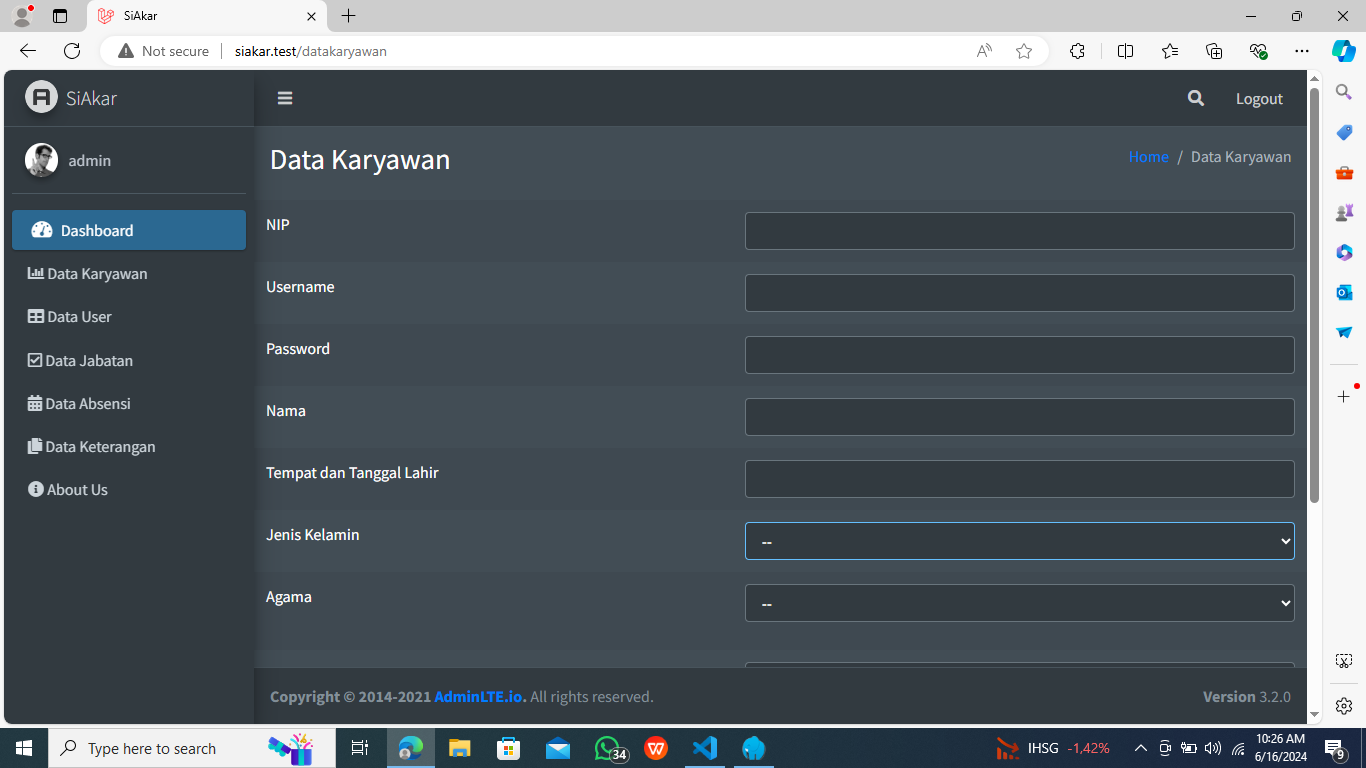 SiAkar
Not secure
siakar.test/datakaryawan
SiAkar
Logout
admin
Data Karyawan
Home / Data Karyawan
Dashboard
Data Karyawan
Data User
Data Jabatan
Data Absensi
Data Keterangan
About Us
NIP
Username
Password
Nama
Tempat dan Tanggal Lahir
Jenis Kelamin
--
Agama
--
Copyright © 2014-2021 AdminLTE.io. All rights reserved.
Version 3.2.0
Type here to search
34
IHSG -1,42%
10:26 AM
6/16/2024
9